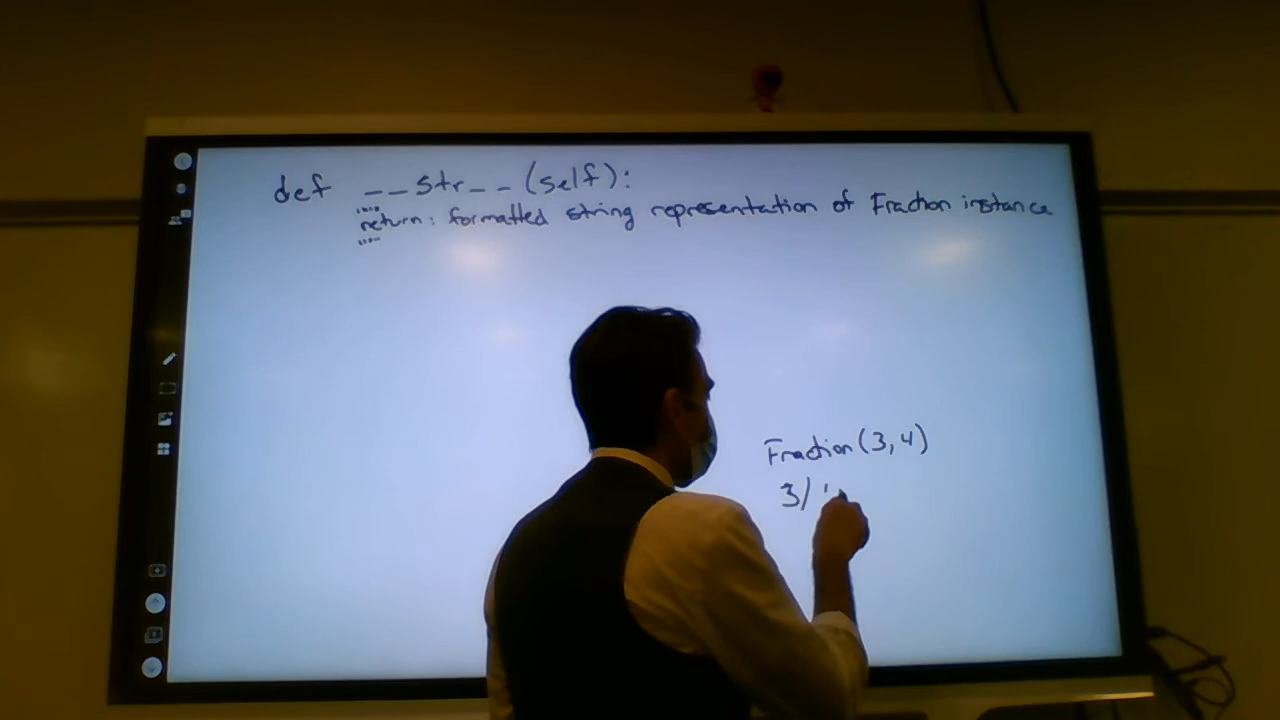 def __str__(self):
""""
return: formatted string representation of Fraction instance
""""
Fraction(3,4)
3/